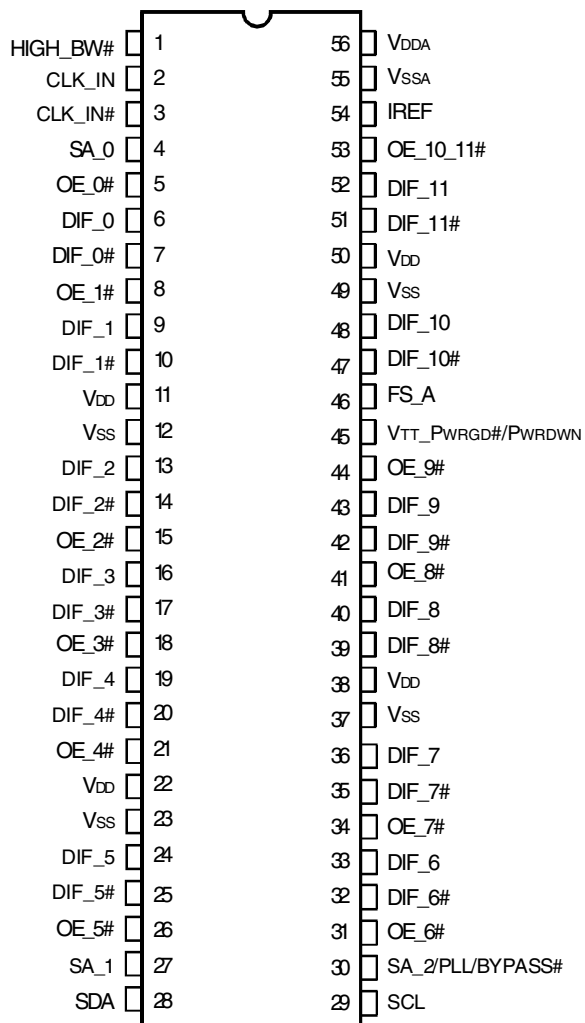 HIGH_BW# 1 56 VDDA
CLK_IN 2 55 VSSA
CLK_IN# 3 54 IREF
SA_0 4 53 OE_10_11#
OE_0# 5 52 DIF_11
DIF_0 6 51 DIF_11#
DIF_0# 7 50 VDD
OE_1# 8 49 VSS
DIF_1 9 48 DIF_10
DIF_1# 10 47 DIF_10#
VDD 11 46 FS_A
VSS 12 45 VTT_PWRGD#/PWRDWN
DIF_2 13 44 OE_9#
DIF_2# 14 43 DIF_9
OE_2# 15 42 DIF_9#
DIF_3 16 41 OE_8#
DIF_3# 17 40 DIF_8
OE_3# 18 39 DIF_8#
DIF_4 19 38 VDD
DIF_4# 20 37 VSS
OE_4# 21 36 DIF_7
VDD 22 35 DIF_7#
VSS 23 34 OE_7#
DIF_5 24 33 DIF_6
DIF_5# 25 32 DIF_6#
OE_5# 26 31 OE_6#
SA_1 27 30 SA_2/PLL/BYPASS#
SDA 28 29 SCL